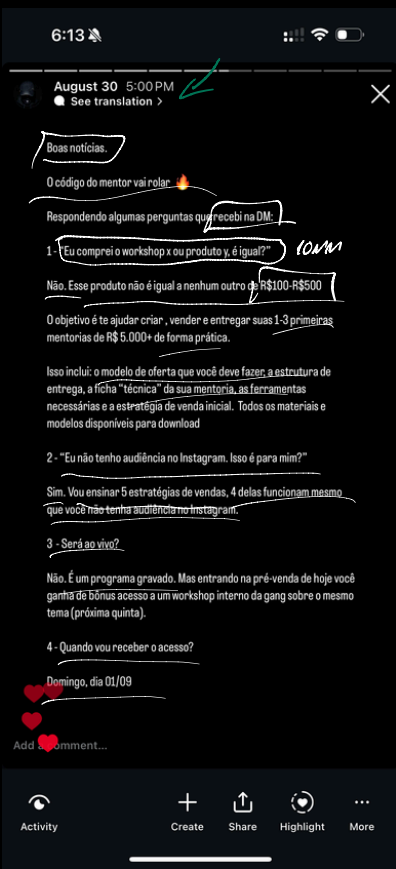 6:13
August 30 5:00 PM
See translation >
Boas notícias.
O código do mentor vai rolar 🔥
Respondendo algumas perguntas que recebi na DM:
1 - "Eu comprei o workshop x ou produto y, é igual?"
Não. Esse produto não é igual a nenhum outro de R$100-R$500
O objetivo é te ajudar criar , vender e entregar suas 1-3 primeiras
mentorias de R$ 5.000+ de forma prática.
Isso inclui: o modelo de oferta que você deve fazer, a estrutura de
entrega, a ficha “técnica” da sua mentoria, as ferramentas
necessárias e a estratégia de venda inicial. Todos os materiais e
modelos disponíveis para download
2 - “Eu não tenho audiência no Instagram. Isso é para mim?”
Sim. Vou ensinar 5 estratégias de vendas, 4 delas funcionam mesmo
que você não tenha audiência no Instagram.
3 - Será ao vivo?
Não. É um programa gravado. Mas entrando na pré-venda de hoje você
ganha de bônus acesso a um workshop interno da gang sobre o mesmo
tema (próxima quinta).
4 - Quando vou receber o acesso?
Domingo, dia 01/09
Add a comment...
Activity
Create
Share
Highlight
More